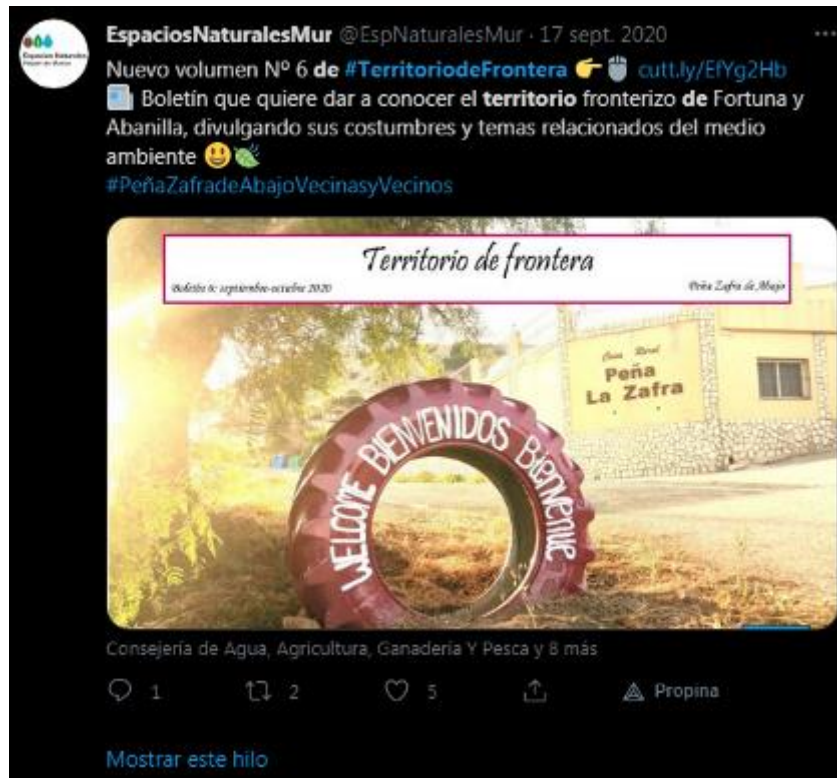 EspaciosNaturalesMur @EspNaturalesMur · 17 sept. 2020
Nuevo volumen Nº 6 de #TerritoriodeFrontera 👉🖱️ cutt.ly/EfYg2Hb
📰 Boletín que quiere dar a conocer el territorio fronterizo de Fortuna y
Abanilla, divulgando sus costumbres y temas relacionados del medio
ambiente 😃🍃
#PeñaZafradeAbajoVecinasyVecinos
Territorio de frontera
Boletín 6: septiembre-octubre 2020
Peña Zafra de Abajo
Casa Rural
Peña
La Zafra
WELCOME BIENVENIDOS Bienvenue
Consejería de Agua, Agricultura, Ganadería Y Pesca y 8 más
1 2 5 Propina
Mostrar este hilo